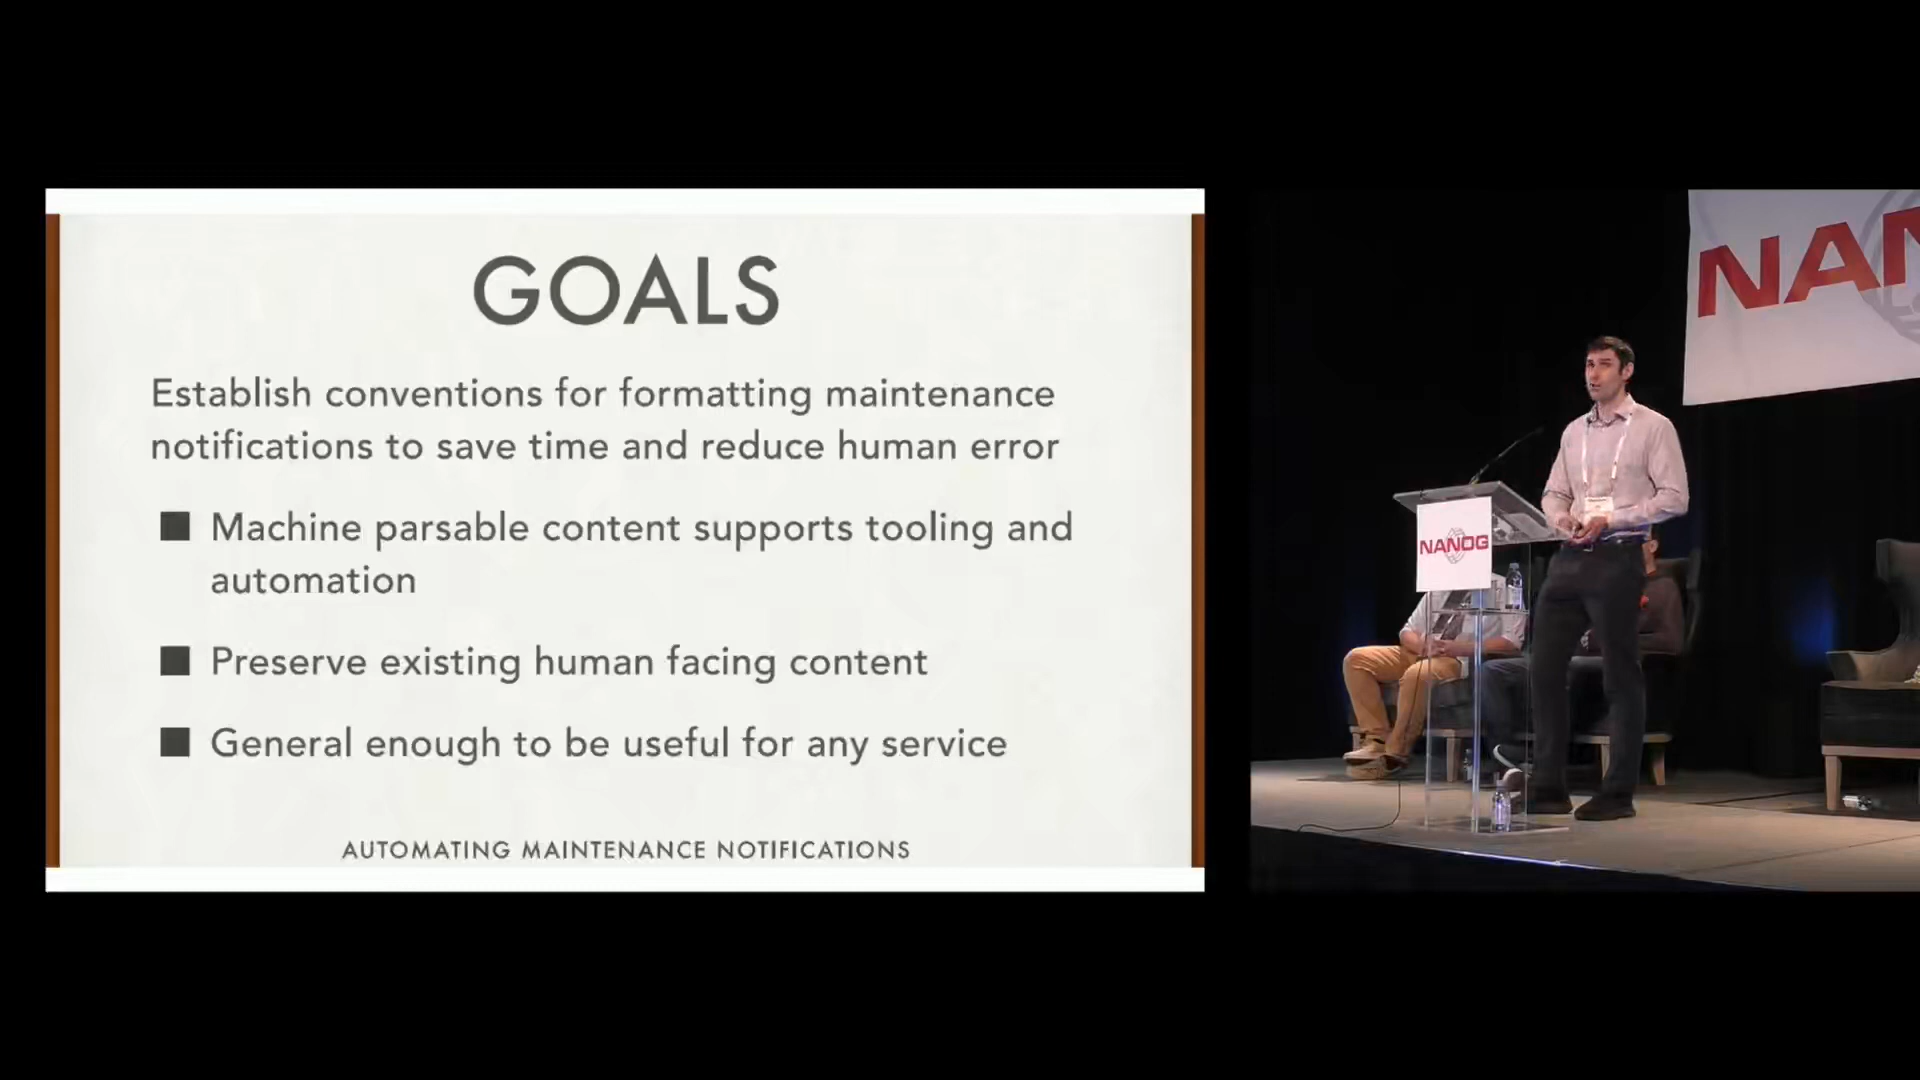 GOALS
Establish conventions for formatting maintenance
notifications to save time and reduce human error
■ Machine parsable content supports tooling and
automation
■ Preserve existing human facing content
■ General enough to be useful for any service
AUTOMATING MAINTENANCE NOTIFICATIONS
NAN
NANOG